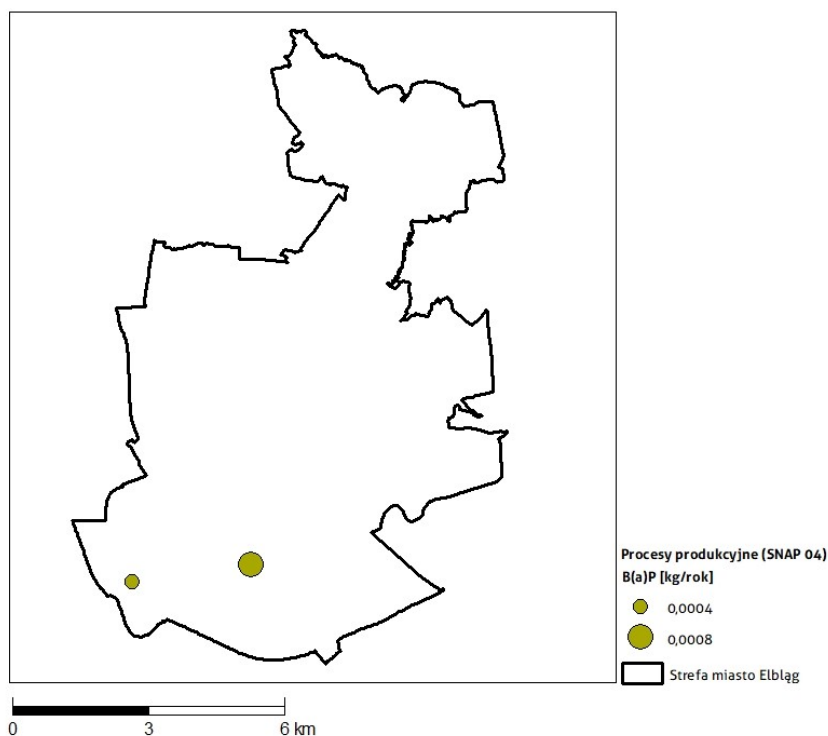 Procesy produkcyjne (SNAP 04)
B(a)P [kg/rok]
0,0004
0,0008
Strefa miasto Elbląg
0 3 6 km